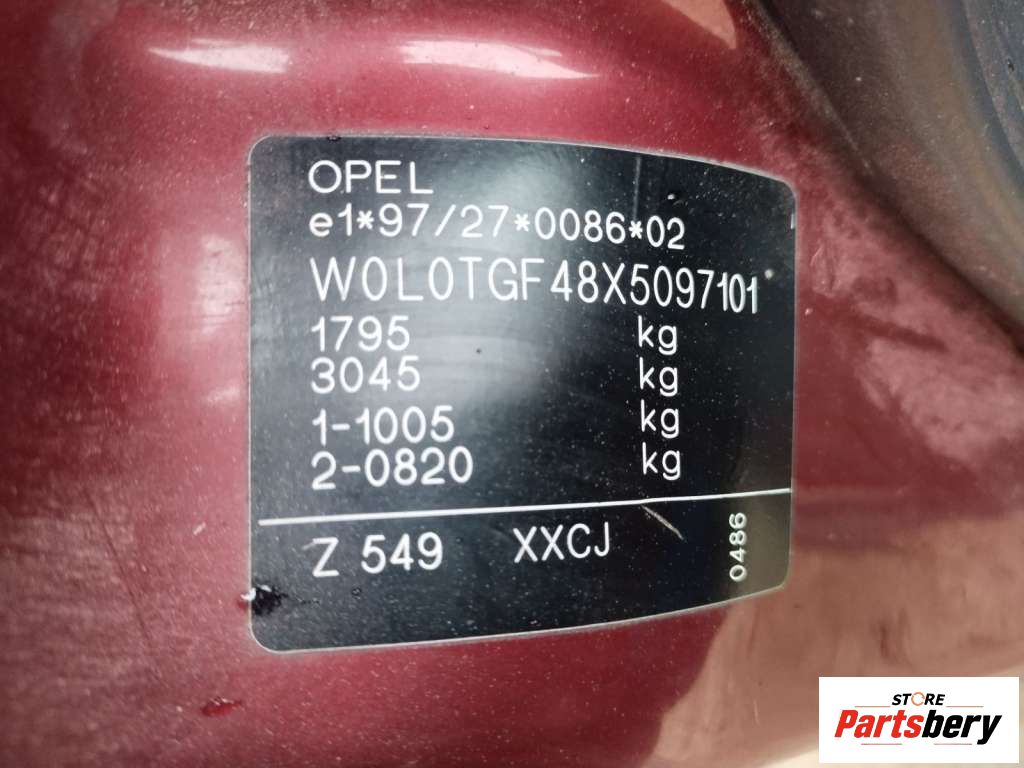 OPEL
e1*97/27*0086*02
W0L0TGF48X5097101
1795 kg
3045 kg
1-1005 kg
2-0820 kg
Z 549 XXCJ 0486
STORE
Partsbery